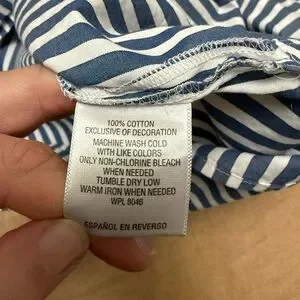 100% COTTON
EXCLUSIVE OF DECORATION
MACHINE WASH COLD
WITH LIKE COLORS
ONLY NON-CHLORINE BLEACH
WHEN NEEDED
TUMBLE DRY LOW
WARM IRON WHEN NEEDED
WPL 8046
ESPAÑOL EN REVERSO